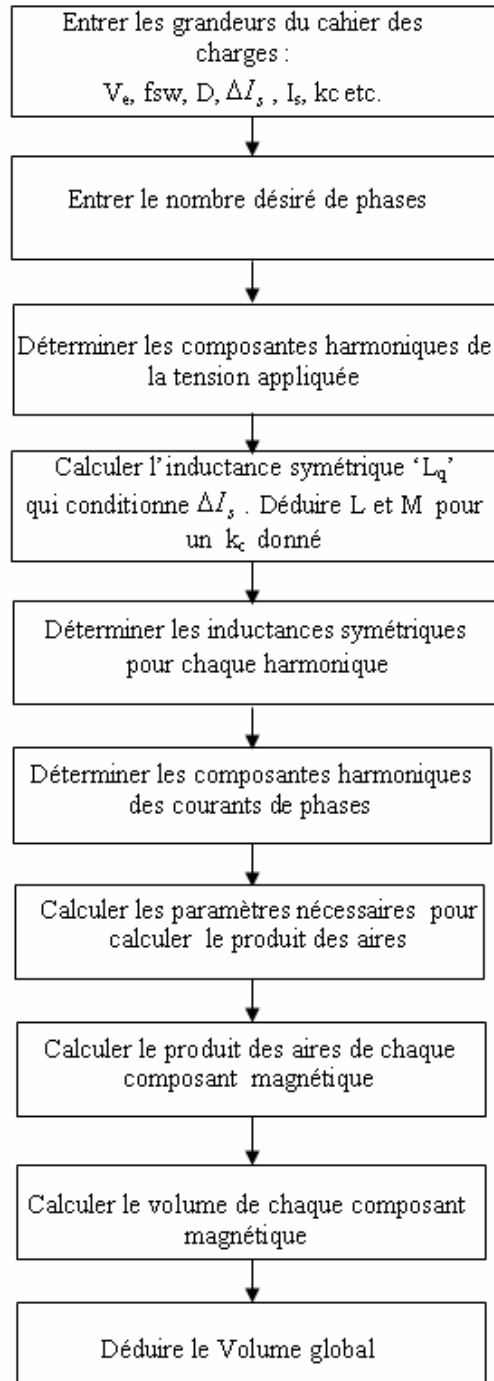 Entrer les grandeurs du cahier des
charges :
Vₑ, fsw, D, ΔIₛ , Iₛ, kc etc.
Entrer le nombre désiré de phases
Déterminer les composantes harmoniques de
la tension appliquée
Calculer l'inductance symétrique 'L_q'
qui conditionne ΔIₛ . Déduire L et M pour
un k_c donné
Déterminer les inductances symétriques
pour chaque harmonique
Déterminer les composantes harmoniques
des courants de phases
Calculer les paramètres nécessaires pour
calculer le produit des aires
Calculer le produit des aires de chaque
composant magnétique
Calculer le volume de chaque composant
magnétique
Déduire le Volume global